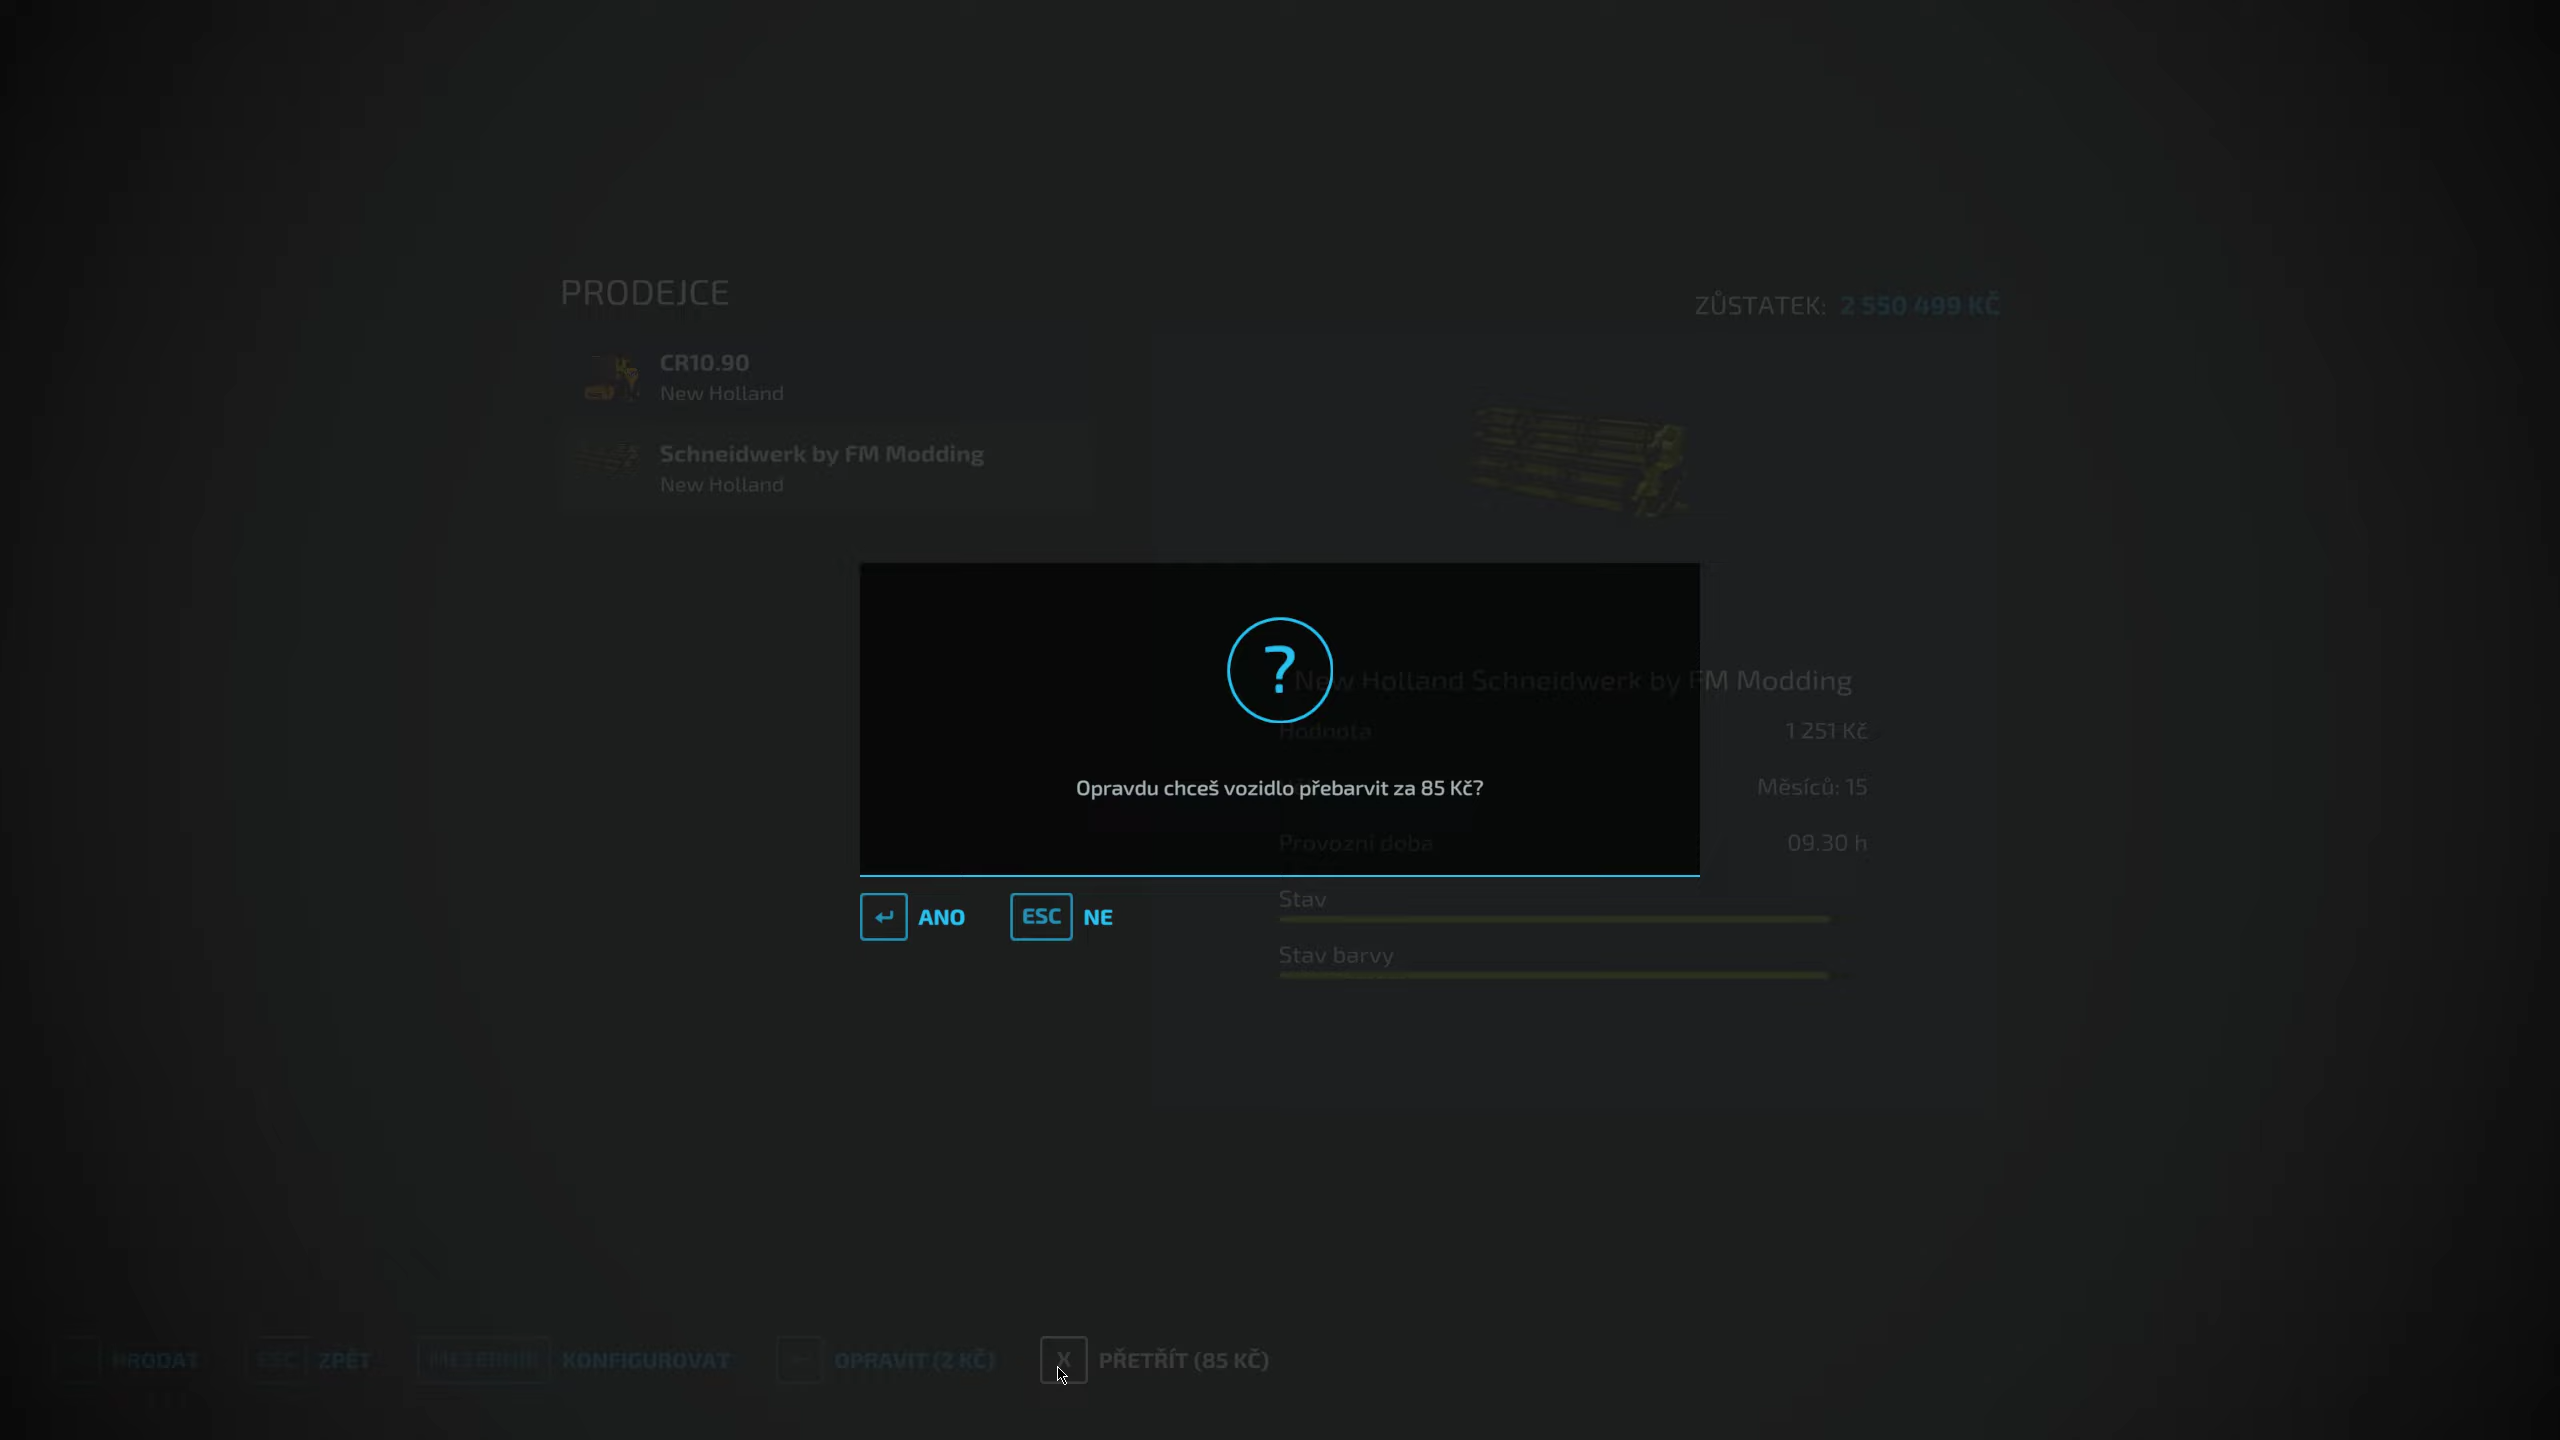 PRODEJCE
ZŮSTATEK: 2 550 499 KČ
CR10.90
New Holland
Schneidwerk by FM Modding
New Holland
?
New Holland Schneidwerk by FM Modding
Hodnota 1 251 Kč
Opravdu chceš vozidlo přebarvit za 85 Kč?
Měsíců: 15
Provozní doba 09.30 h
Stav
ANO ESC NE
Stav barvy
PRODAT ESC ZPĚT MEZERNÍK KONFIGUROVAT OPRAVIT (2 KČ) X PŘETŘÍT (85 KČ)